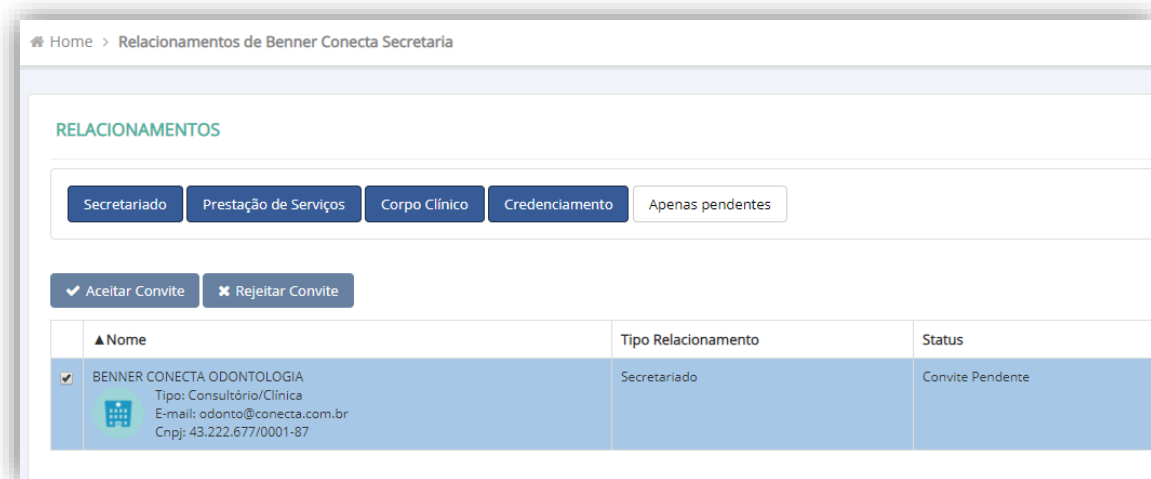 Home > Relacionamentos de Benner Conecta Secretaria
RELACIONAMENTOS
Secretariado Prestação de Serviços Corpo Clínico Credenciamento Apenas pendentes
Aceitar Convite Rejeitar Convite
▲Nome Tipo Relacionamento Status
BENNER CONECTA ODONTOLOGIA Secretariado Convite Pendente
Tipo: Consultório/Clínica
E-mail: odonto@conecta.com.br
Cnpj: 43.222.677/0001-87